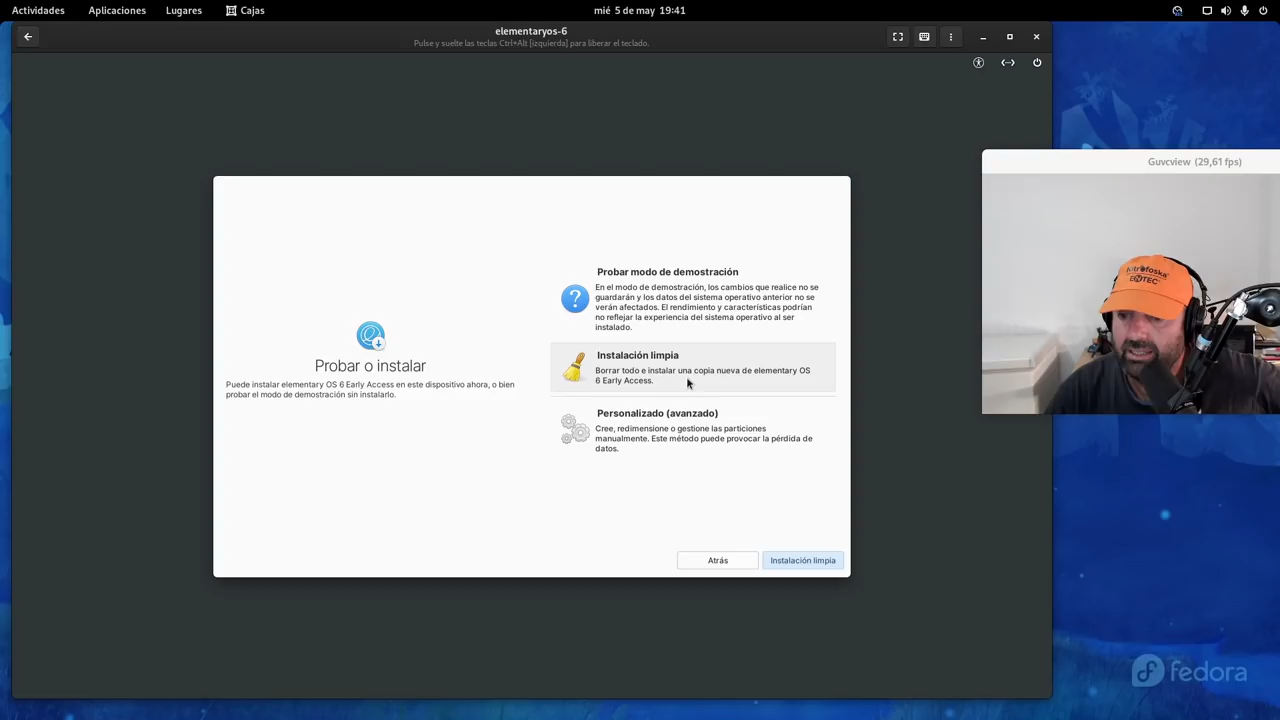 Actividades Aplicaciones Lugares Cajas mié 5 de may 19:41
elementaryos-6
Pulse y suelte las teclas Ctrl+Alt [izquierda] para liberar el teclado.
Guvcview (29,61 fps)
Probar o instalar
Puede instalar elementary OS 6 Early Access en este dispositivo ahora, o bien
probar el modo de demostración sin instalarlo.
Probar modo de demostración
En el modo de demostración, los cambios que realice no se
guardarán y los datos del sistema operativo anterior no se
verán afectados. El rendimiento y características podrían
no reflejar la experiencia del sistema operativo al ser
instalado.
Instalación limpia
Borrar todo e instalar una copia nueva de elementary OS
6 Early Access.
Personalizado (avanzado)
Cree, redimensione o gestione las particiones
manualmente. Este método puede provocar la pérdida de
datos.
Atrás Instalación limpia
ENTEC
fedora